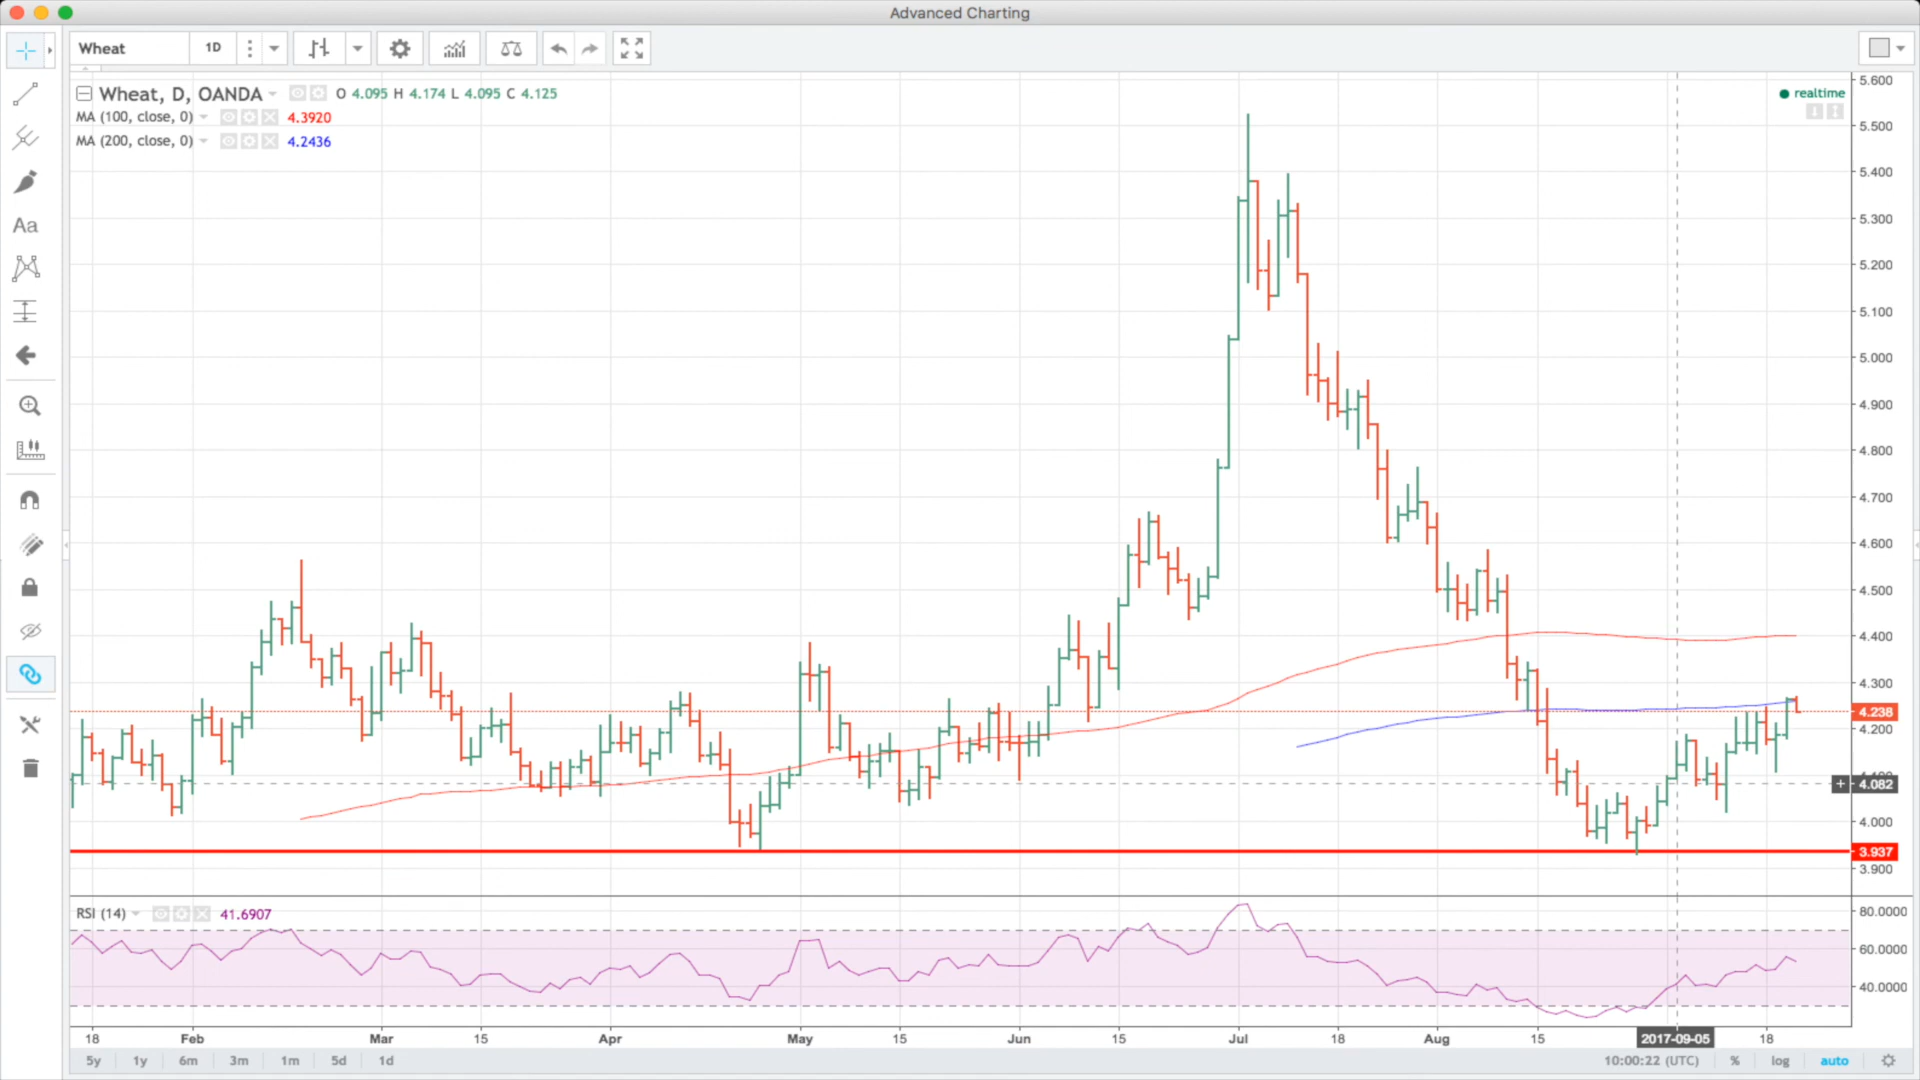 Advanced Charting
Wheat 1D
Wheat, D, OANDA O 4.095 H 4.174 L 4.095 C 4.125
realtime
MA (100, close, 0) 4.3920
MA (200, close, 0) 4.2436
Aa
5.600
5.500
5.400
5.300
5.200
5.100
5.000
4.900
4.800
4.700
4.600
4.500
4.400
4.300
4.238
4.200
4.100
+ 4.082
4.000
3.937
3.900
RSI (14) 41.6907
80.0000
60.0000
40.0000
18 Feb Mar 15 Apr May 15 Jun 15 Jul 18 Aug 15 2017-09-05 18
5y 1y 6m 3m 1m 5d 1d 10:00:22 (UTC) % log auto